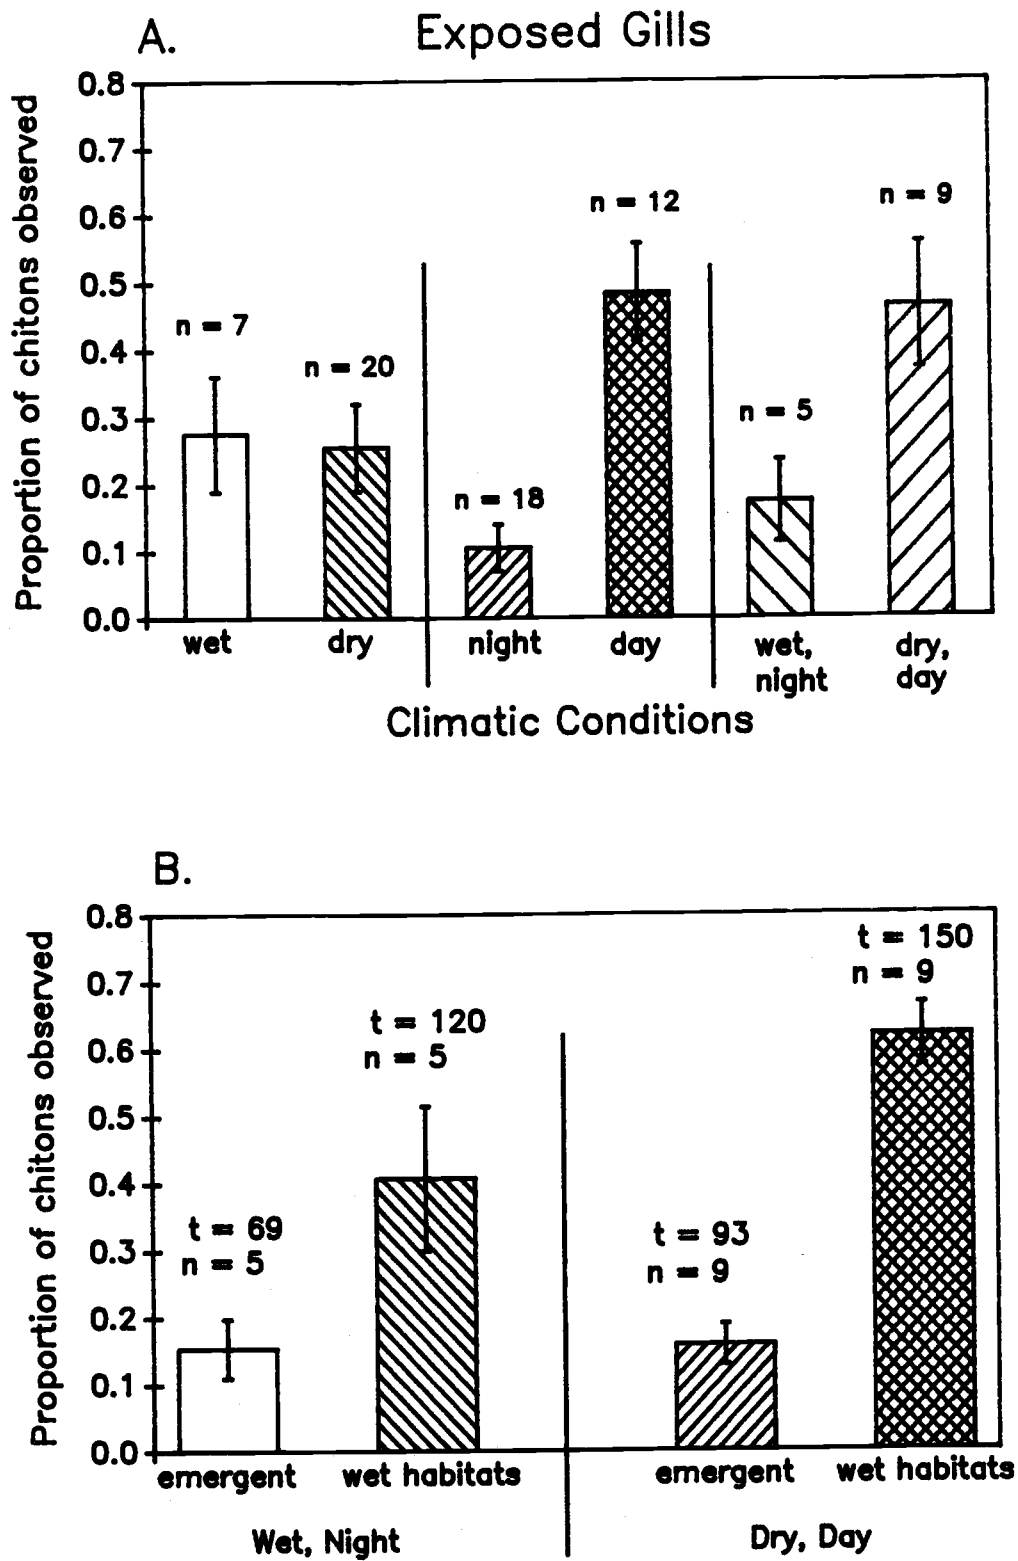 A.
Exposed Gills
Proportion of chitons observed
0.8
0.7
0.6
0.5
0.4
0.3
0.2
0.1
0.0
n = 7
n = 20
n = 18
n = 12
n = 5
n = 9
wet
dry
night
day
wet,
night
dry,
day
Climatic Conditions
B.
Proportion of chitons observed
0.8
0.7
0.6
0.5
0.4
0.3
0.2
0.1
0.0
t = 69
n = 5
t = 120
n = 5
t = 93
n = 9
t = 150
n = 9
emergent
wet habitats
emergent
wet habitats
Wet, Night
Dry, Day